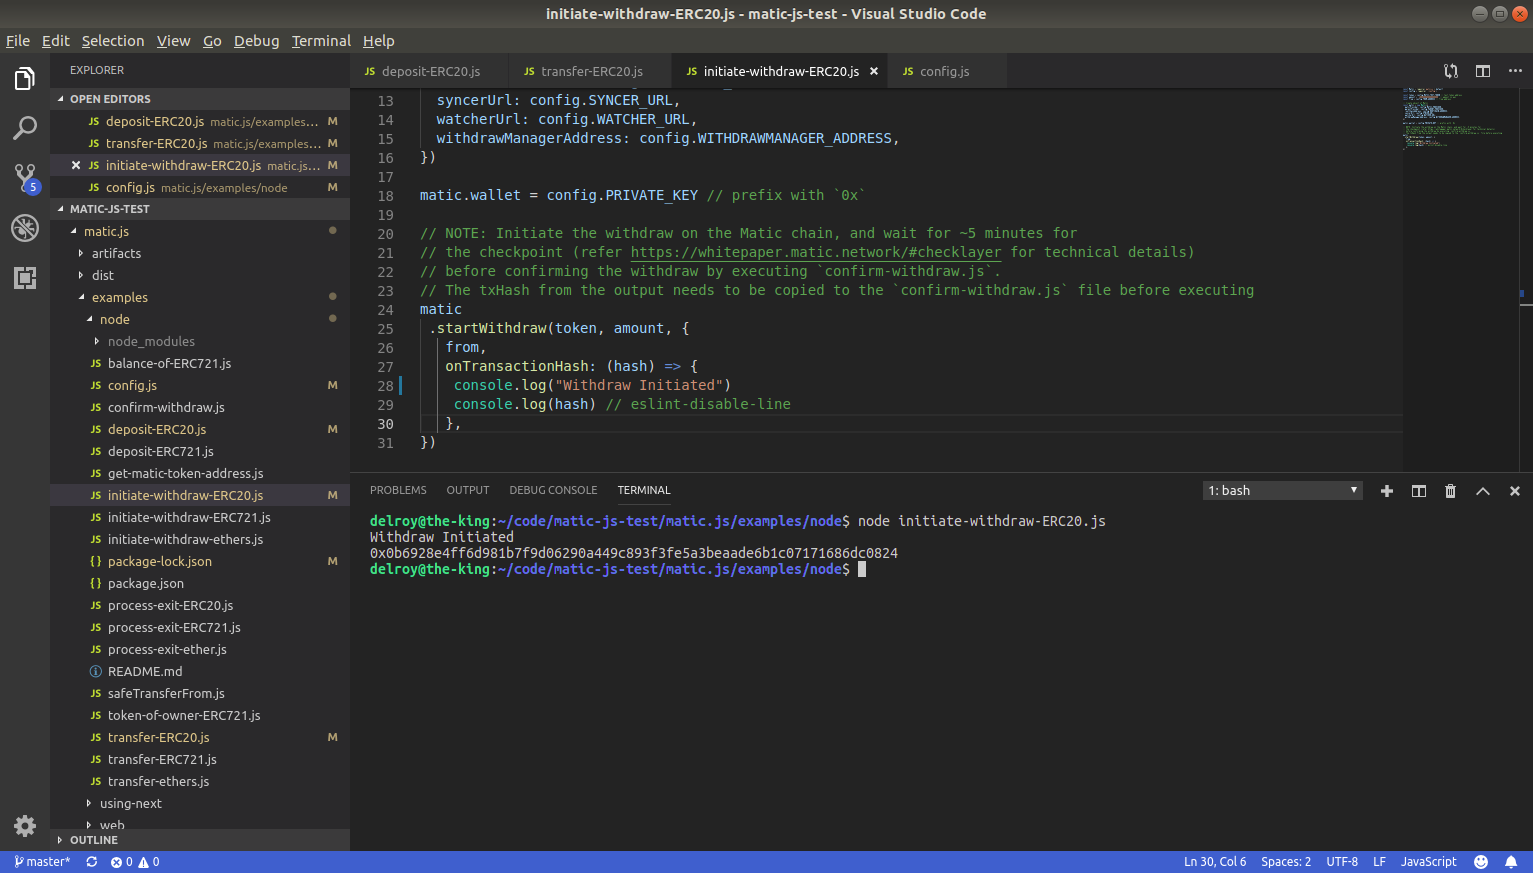 initiate-withdraw-ERC20.js - matic-js-test - Visual Studio Code
File Edit Selection View Go Debug Terminal Help
EXPLORER
OPEN EDITORS
JS deposit-ERC20.js matic.js/examples... M
JS transfer-ERC20.js matic.js/examples... M
JS initiate-withdraw-ERC20.js matic.js... M
JS config.js matic.js/examples/node M
5
MATIC-JS-TEST
matic.js
artifacts
dist
examples
node
node_modules
JS balance-of-ERC721.js
JS config.js M
JS confirm-withdraw.js
JS deposit-ERC20.js M
JS deposit-ERC721.js
JS get-matic-token-address.js
JS initiate-withdraw-ERC20.js M
JS initiate-withdraw-ERC721.js
JS initiate-withdraw-ethers.js
{} package-lock.json M
{} package.json
JS process-exit-ERC20.js
JS process-exit-ERC721.js
JS process-exit-ether.js
README.md
JS safeTransferFrom.js
JS token-of-owner-ERC721.js
JS transfer-ERC20.js M
JS transfer-ERC721.js
JS transfer-ethers.js
using-next
web
OUTLINE
JS deposit-ERC20.js JS transfer-ERC20.js JS initiate-withdraw-ERC20.js JS config.js
13 syncerUrl: config.SYNCER_URL,
14 watcherUrl: config.WATCHER_URL,
15 withdrawManagerAddress: config.WITHDRAWMANAGER_ADDRESS,
16 })
17
18 matic.wallet = config.PRIVATE_KEY // prefix with `0x`
19
20 // NOTE: Initiate the withdraw on the Matic chain, and wait for ~5 minutes for
21 // the checkpoint (refer https://whitepaper.matic.network/#checklayer for technical details)
22 // before confirming the withdraw by executing `confirm-withdraw.js`.
23 // The txHash from the output needs to be copied to the `confirm-withdraw.js` file before executing
24 matic
25 .startWithdraw(token, amount, {
26 from,
27 onTransactionHash: (hash) => {
28 console.log("Withdraw Initiated")
29 console.log(hash) // eslint-disable-line
30 },
31 })
PROBLEMS OUTPUT DEBUG CONSOLE TERMINAL 1: bash
delroy@the-king:~/code/matic-js-test/matic.js/examples/node$ node initiate-withdraw-ERC20.js
Withdraw Initiated
0x0b6928e4ff6d981b7f9d06290a449c893f3fe5a3beaade6b1c07171686dc0824
delroy@the-king:~/code/matic-js-test/matic.js/examples/node$
master* 0 0 Ln 30, Col 6 Spaces: 2 UTF-8 LF JavaScript